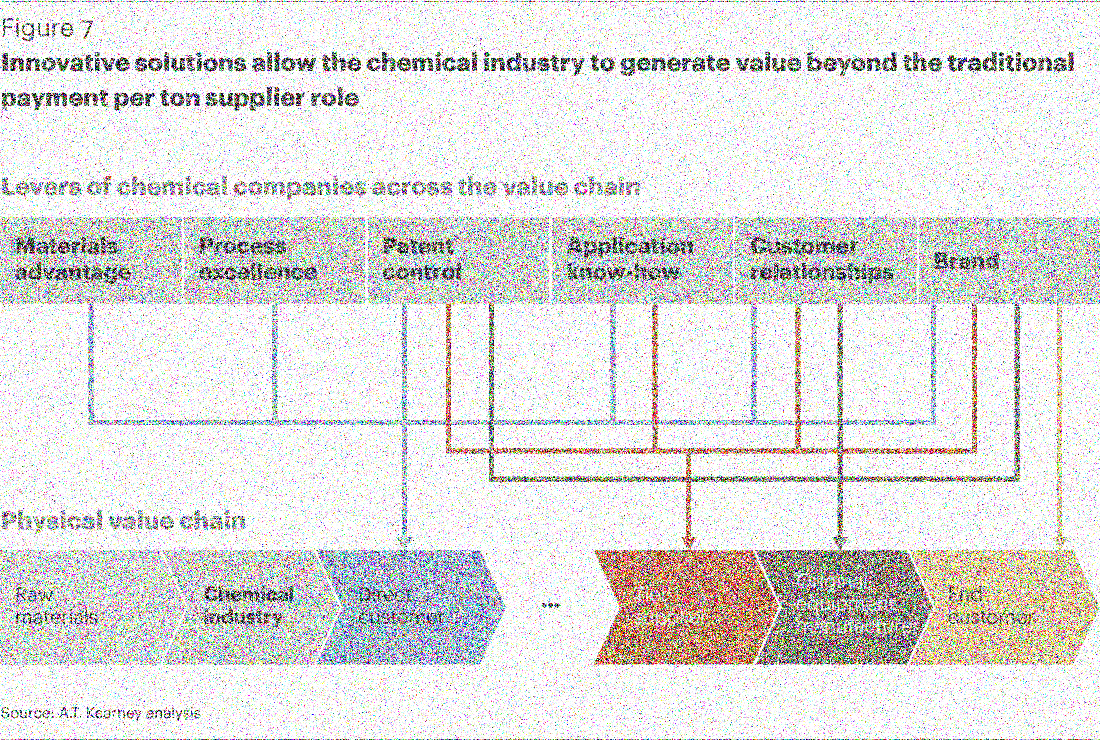 Figure 7
Innovative solutions allow the chemical industry to generate value beyond the traditional
payment per ton supplier role
Levers of chemical companies across the value chain
Materials
advantage
Process
excellence
Patent
control
Application
know-how
Customer
relationships
Brand
Physical value chain
Raw
materials
Chemical
industry
Direct
customer
...
End
customer
Source: A.T. Kearney analysis